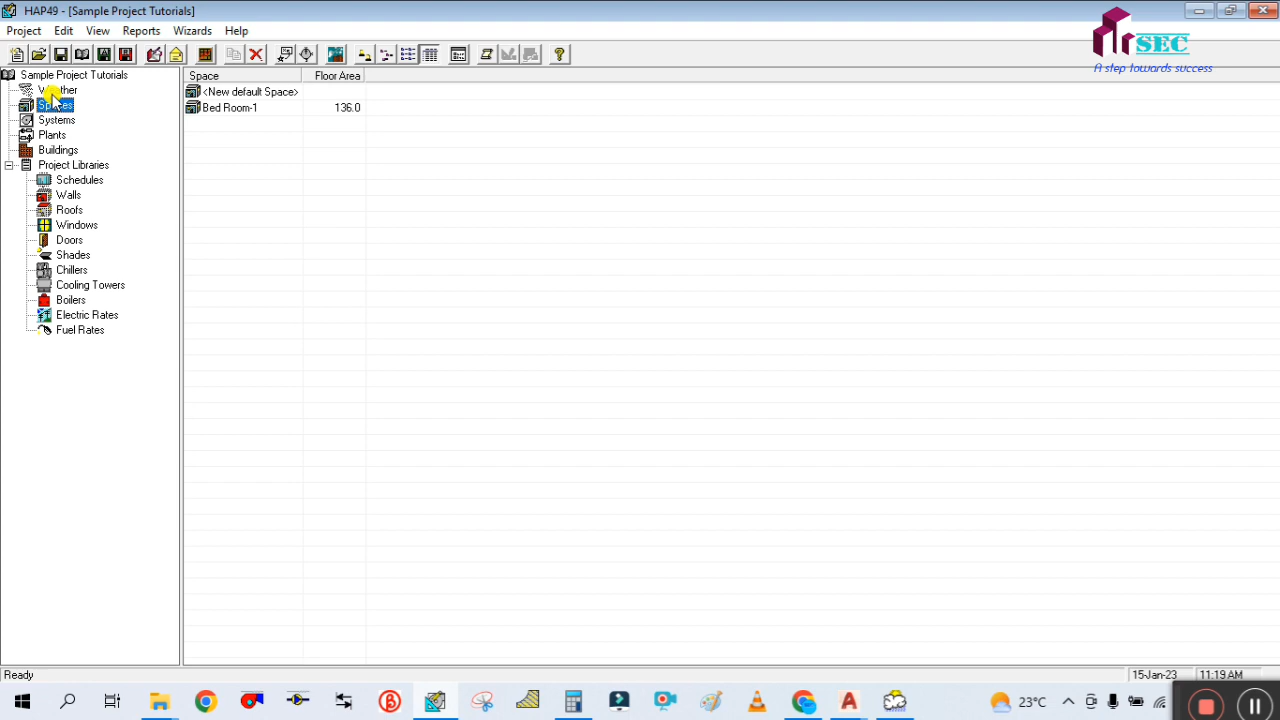 HAP49 - [Sample Project Tutorials]
Project Edit View Reports Wizards Help
SEC
A step towards success
Sample Project Tutorials
Space Floor Area
<New default Space>
Bed Room-1 136.0
Systems
Plants
Buildings
Project Libraries
Schedules
Walls
Roofs
Windows
Doors
Shades
Chillers
Cooling Towers
Boilers
Electric Rates
Fuel Rates
Ready
15-Jan-23 11:19 AM
23°C